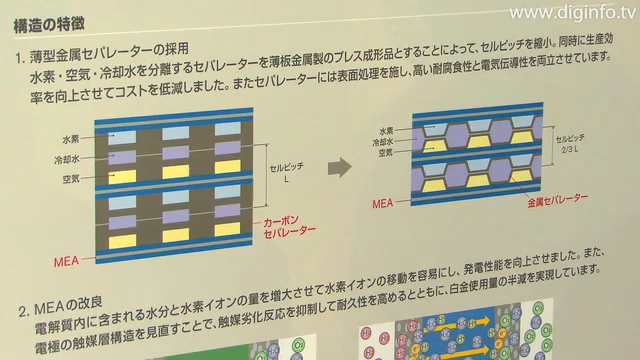 www.diginfo.tv
構造の特徴
1. 薄型金属セパレーターの採用
水素・空気・冷却水を分離するセパレーターを薄板金属製のプレス成形品とすることによって、セルピッチを縮小。同時に生産効
率を向上させてコストを低減しました。またセパレーターには表面処理を施し、高い耐腐食性と電気伝導性を両立させています。
水素
冷却水
空気
セルピッチ
L
カーボン
セパレーター
MEA
水素
冷却水
空気
セルピッチ
2/3 L
MEA
金属セパレーター
2. MEAの改良
電解質内に含まれる水分と水素イオンの量を増大させて水素イオンの移動を容易にし、発電性能を向上させました。また、
電極の触媒層構造を見直すことで、触媒劣化反応を抑制して耐久性を高めるとともに、白金使用量の半減を実現しています。